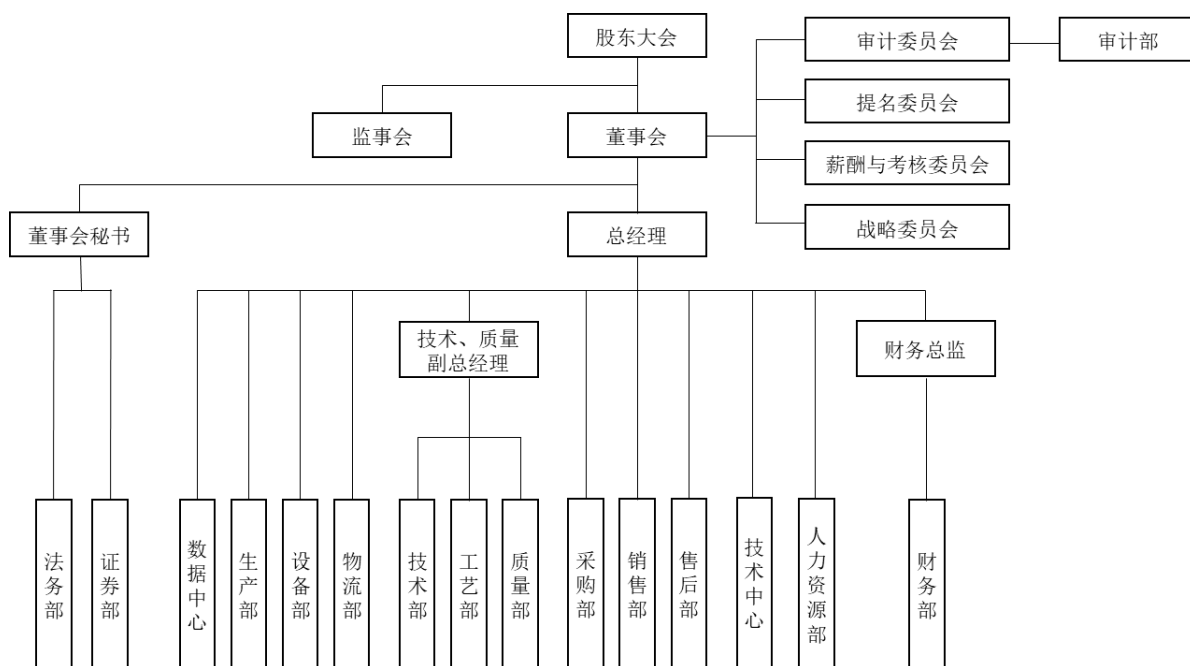 股东大会
审计委员会
审计部
提名委员会
监事会
董事会
薪酬与考核委员会
董事会秘书
总经理
战略委员会
技术、质量
副总经理
财务总监
法务部
证券部
数据中心
生产部
设备部
物流部
技术部
工艺部
质量部
采购部
销售部
售后部
技术中心
人力资源部
财务部